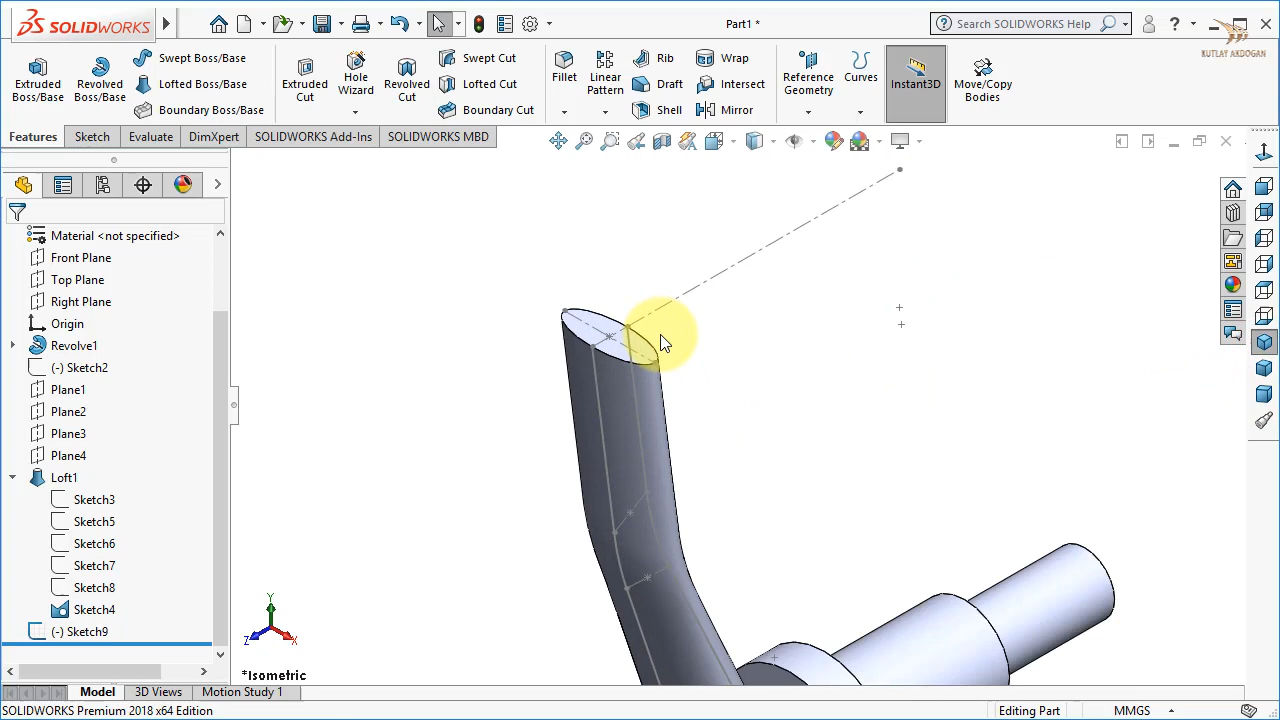 SOLIDWORKS
Part1 *
Search SOLIDWORKS Help
?
KUTLAY AKDOGAN
Extruded Boss/Base
Revolved Boss/Base
Swept Boss/Base
Lofted Boss/Base
Boundary Boss/Base
Extruded Cut
Hole Wizard
Revolved Cut
Swept Cut
Lofted Cut
Boundary Cut
Fillet
Linear Pattern
Rib
Draft
Shell
Wrap
Intersect
Mirror
Reference Geometry
Curves
Instant3D
Move/Copy Bodies
Features
Sketch
Evaluate
DimXpert
SOLIDWORKS Add-Ins
SOLIDWORKS MBD
Material <not specified>
Front Plane
Top Plane
Right Plane
Origin
Revolve1
(-) Sketch2
Plane1
Plane2
Plane3
Plane4
Loft1
Sketch3
Sketch5
Sketch6
Sketch7
Sketch8
Sketch4
(-) Sketch9
Y
Z
X
*Isometric
Model
3D Views
Motion Study 1
SOLIDWORKS Premium 2018 x64 Edition
Editing Part
MMGS